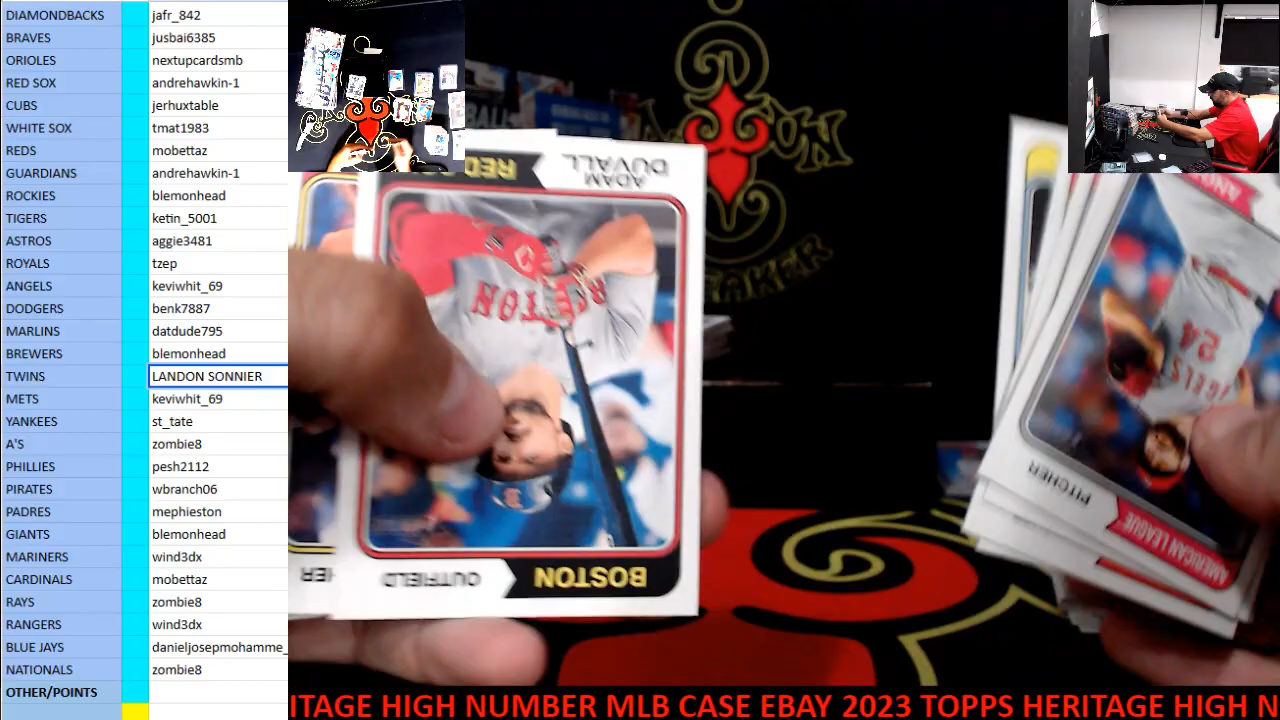 DIAMONDBACKS jafr_842
BRAVES jusbai6385
ORIOLES nextupcardsmb
RED SOX andrehawkin-1
CUBS jerhuxtable
WHITE SOX tmat1983
REDS mobettaz
GUARDIANS andrehawkin-1
ROCKIES blemonhead
TIGERS ketin_5001
ASTROS aggie3481
ROYALS tzep
ANGELS keviwhit_69
DODGERS benk7887
MARLINS datdude795
BREWERS blemonhead
TWINS LANDON SONNIER
METS keviwhit_69
YANKEES st_tate
A'S zombie8
PHILLIES pesh2112
PIRATES wbranch06
PADRES mephieston
GIANTS blemonhead
MARINERS wind3dx
CARDINALS mobettaz
RAYS zombie8
RANGERS wind3dx
BLUE JAYS danieljosepmohamme_
NATIONALS zombie8
OTHER/POINTS
ADAM
DUVALL
RED
BOSTON
OUTFIELD
BOSTON
PITCHER
AMERICAN LEAGUE
54
EAKER
ITAGE HIGH NUMBER MLB CASE EBAY 2023 TOPPS HERITAGE HIGH N